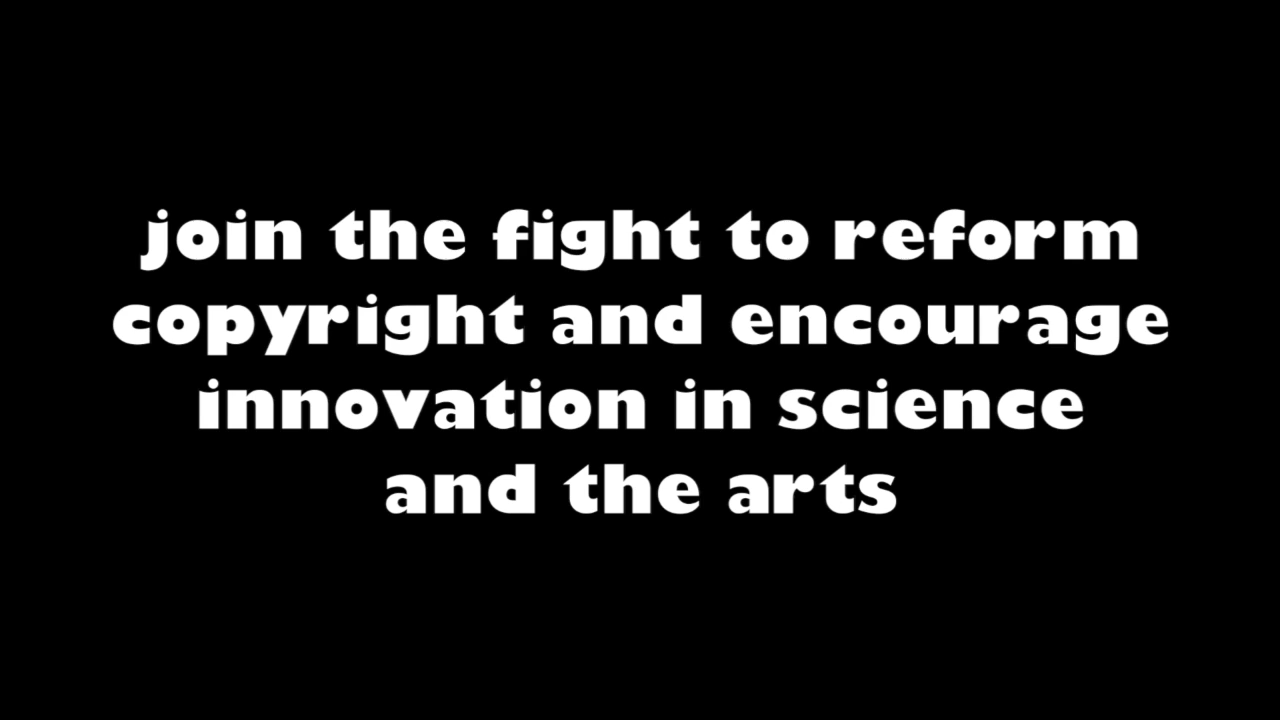 join the fight to reform
copyright and encourage
innovation in science
and the arts